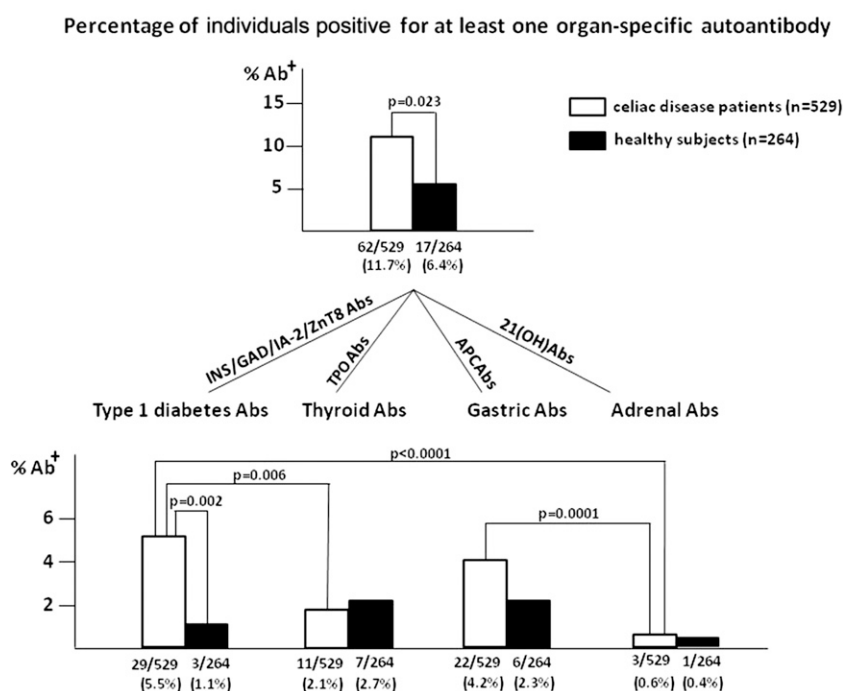 Percentage of individuals positive for at least one organ-specific autoantibody
% Ab+
15
10
5
p=0.023
celiac disease patients (n=529)
healthy subjects (n=264)
62/529 17/264
(11.7%) (6.4%)
INS/GAD/IA-2/ZnT8 Abs
TPOAbs
APCAbs
21(OH)Abs
Type 1 diabetes Abs Thyroid Abs Gastric Abs Adrenal Abs
% Ab+
6
4
2
p<0.0001
p=0.006
p=0.002
p=0.0001
29/529 3/264 11/529 7/264 22/529 6/264 3/529 1/264
(5.5%) (1.1%) (2.1%) (2.7%) (4.2%) (2.3%) (0.6%) (0.4%)